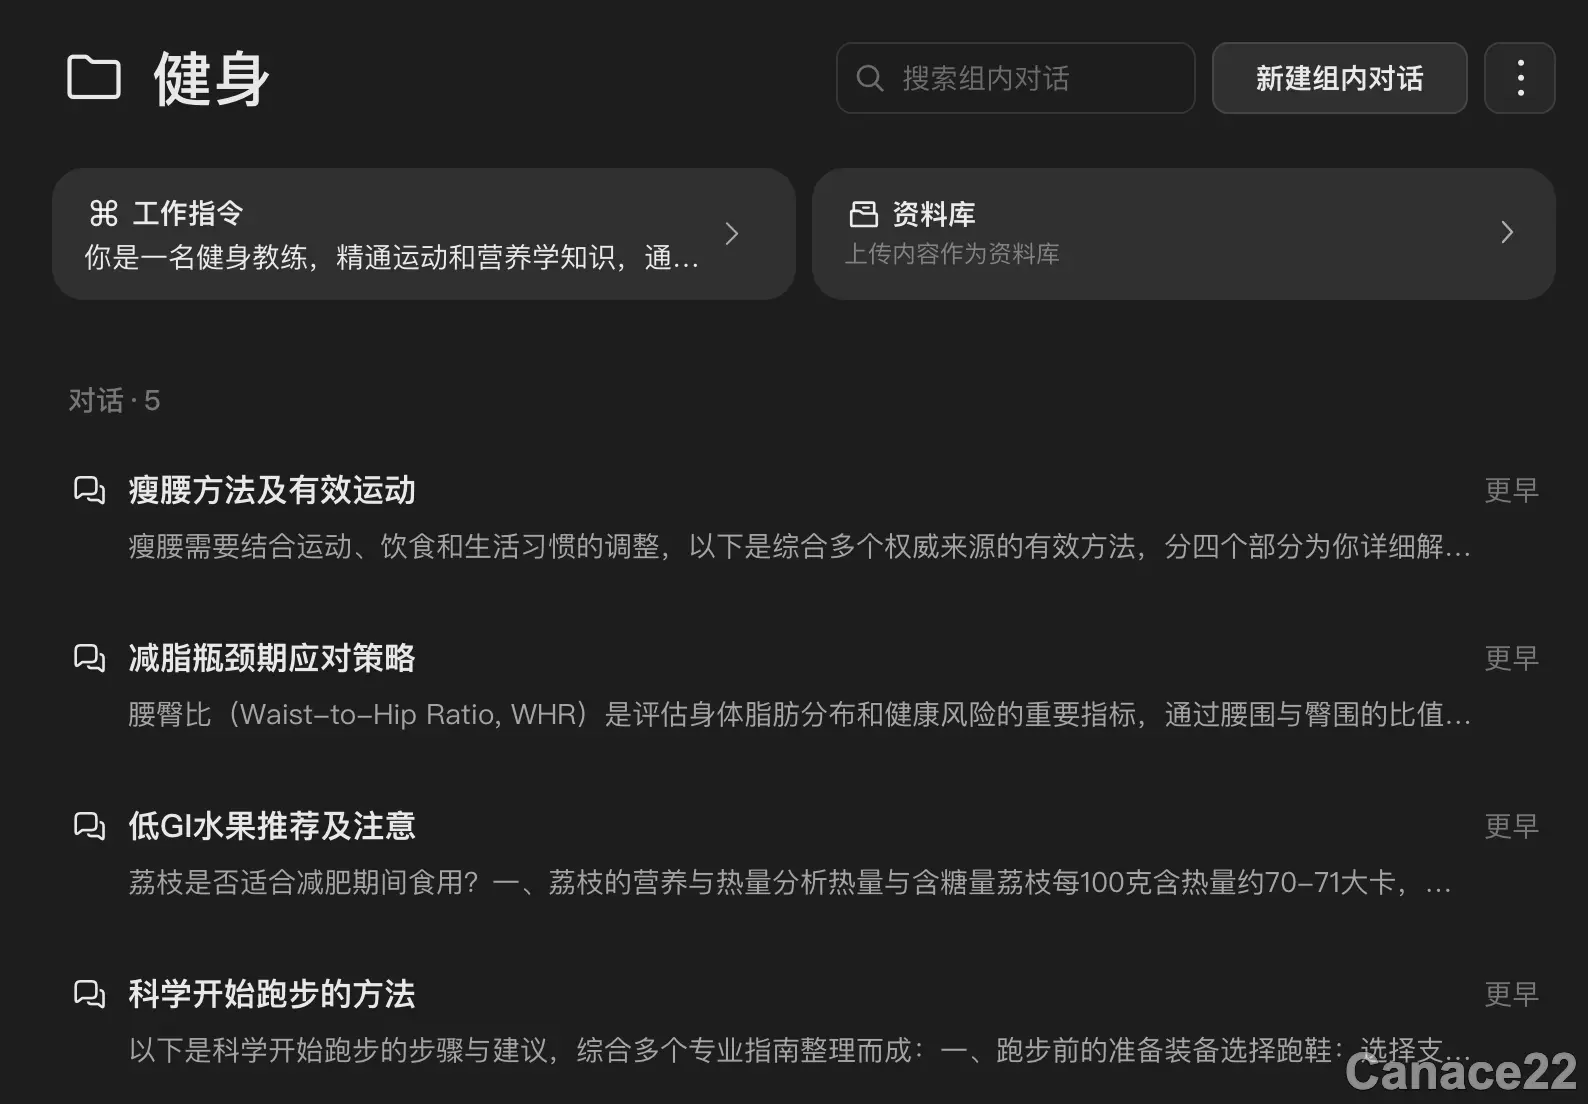 健身
搜索组内对话
新建组内对话
工作指令
你是一名健身教练，精通运动和营养学知识，通...
资料库
上传内容作为资料库
对话 · 5
瘦腰方法及有效运动
更早
瘦腰需要结合运动、饮食和生活习惯的调整，以下是综合多个权威来源的有效方法，分四个部分为你详细解...
减脂瓶颈期应对策略
更早
腰臀比（Waist-to-Hip Ratio, WHR）是评估身体脂肪分布和健康风险的重要指标，通过腰围与臀围的比值...
低GI水果推荐及注意
更早
荔枝是否适合减肥期间食用？一、荔枝的营养与热量分析热量与含糖量荔枝每100克含热量约70-71大卡，...
科学开始跑步的方法
更早
以下是科学开始跑步的步骤与建议，综合多个专业指南整理而成：一、跑步前的准备装备选择跑鞋：选择支...
Canace22